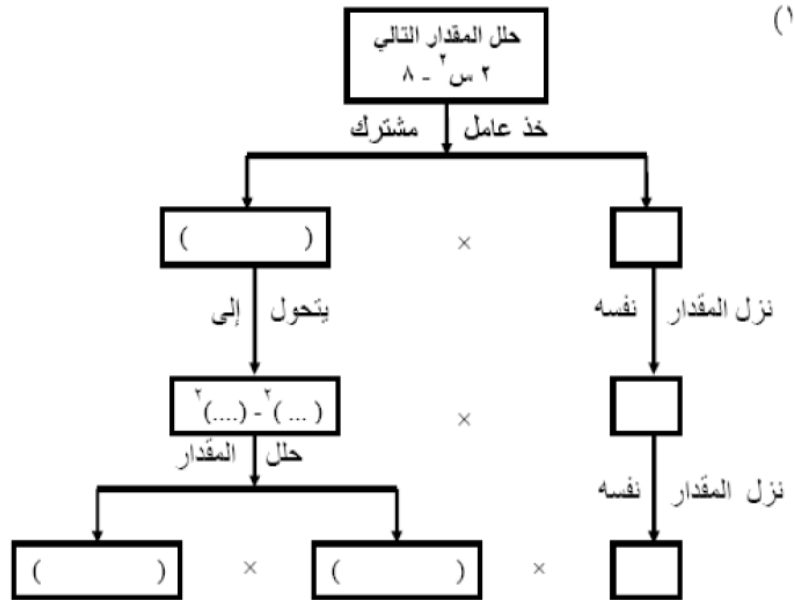 ١)
حلل المقدار التالي
٢ س٢ - ٨
خذ عامل مشترك
× ( )
نزل المقدار نفسه
يتحول إلى
× ( ... )٢ - (....)٢
نزل المقدار نفسه
حلل المقدار
× ( ) × ( )